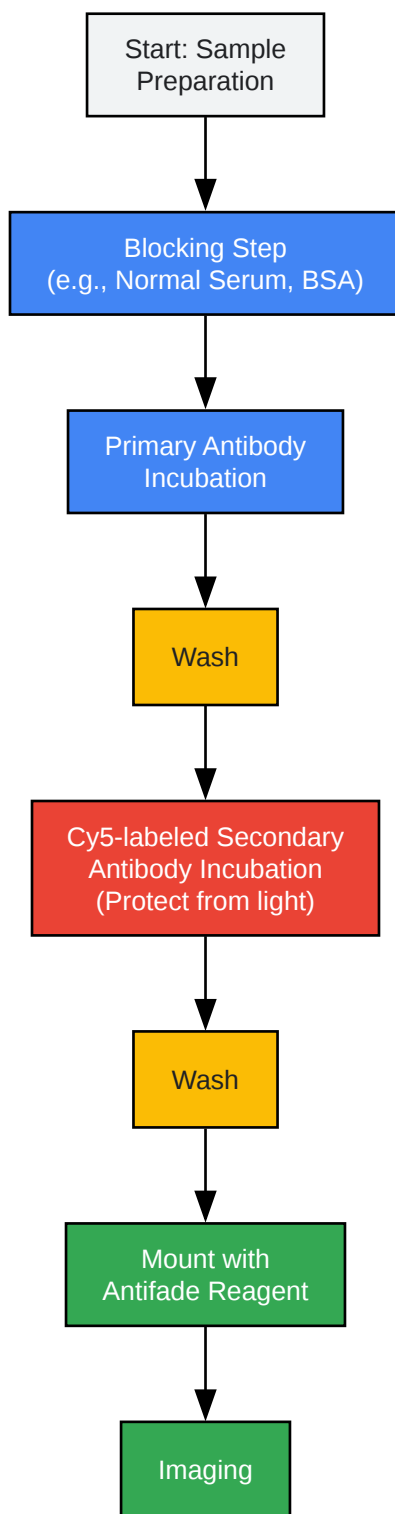 Start: Sample
Preparation
Blocking Step
(e.g., Normal Serum, BSA)
Primary Antibody
Incubation
Wash
Cy5-labeled Secondary
Antibody Incubation
(Protect from light)
Wash
Mount with
Antifade Reagent
Imaging